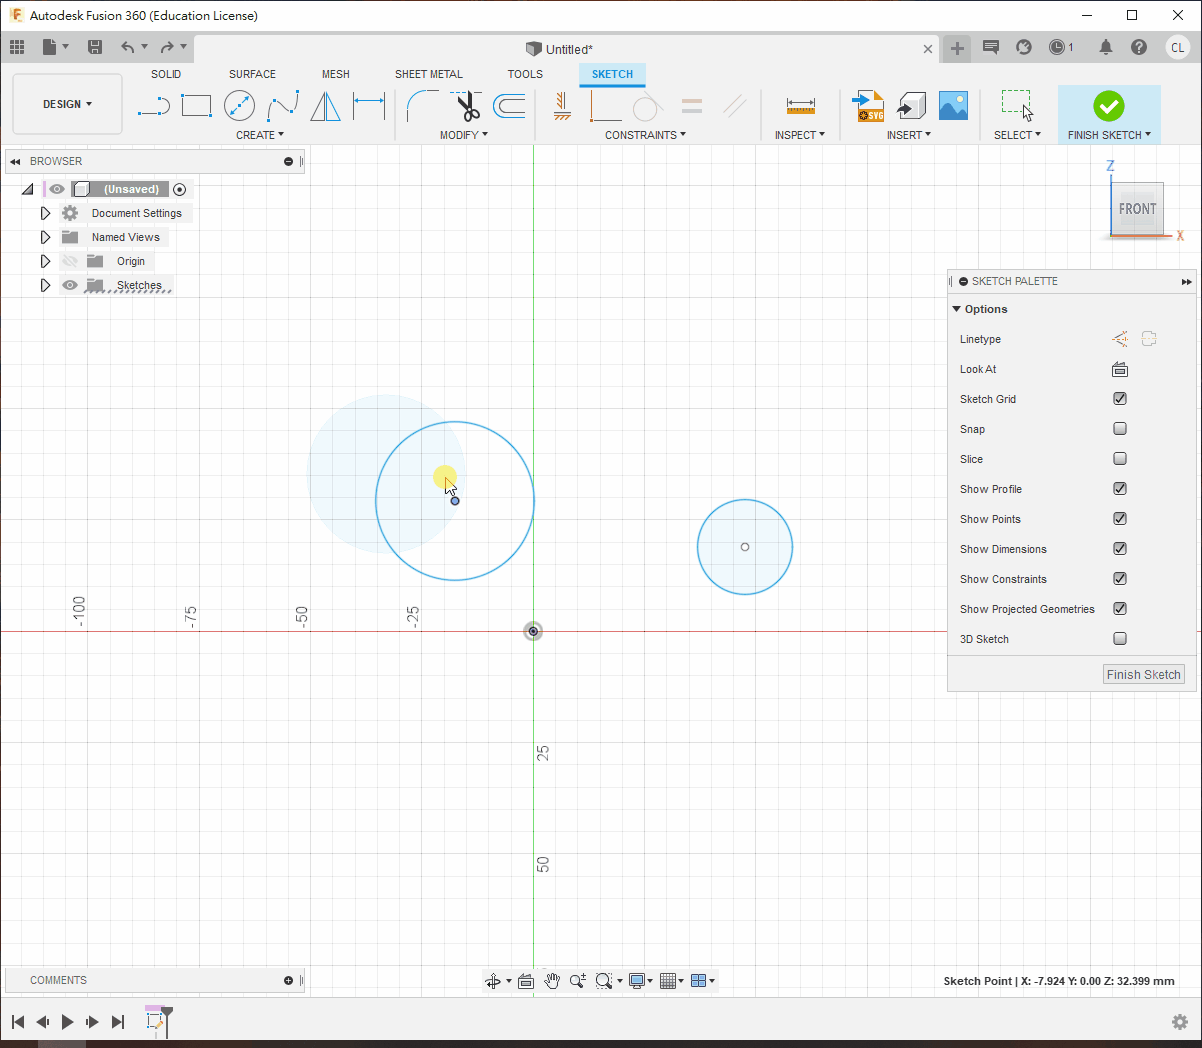 Autodesk Fusion 360 (Education License)
Untitled*
1
CL
SOLID SURFACE MESH SHEET METAL TOOLS SKETCH
DESIGN
SVG
CREATE MODIFY CONSTRAINTS INSPECT INSERT SELECT FINISH SKETCH
BROWSER
(Unsaved)
Document Settings
Named Views
Origin
Sketches
Z
FRONT
X
SKETCH PALETTE
Options
Linetype
Look At
Sketch Grid
Snap
Slice
Show Profile
Show Points
Show Dimensions
Show Constraints
Show Projected Geometries
3D Sketch
Finish Sketch
-100
-75
-50
-25
25
50
COMMENTS
Sketch Point | X: -7.924 Y: 0.00 Z: 32.399 mm